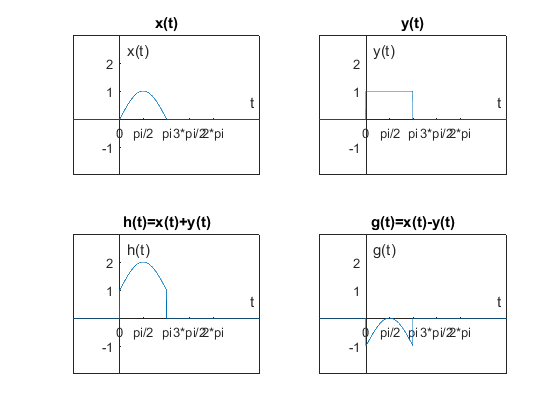 x(t)
x(t)
2
1
t
0 pi/2 pi 3*pi/2 2*pi
-1
y(t)
y(t)
2
1
t
0 pi/2 pi 3*pi/2 2*pi
-1
h(t)=x(t)+y(t)
h(t)
2
1
t
0 pi/2 pi 3*pi/2 2*pi
-1
g(t)=x(t)-y(t)
g(t)
2
1
t
0 pi/2 pi 3*pi/2 2*pi
-1